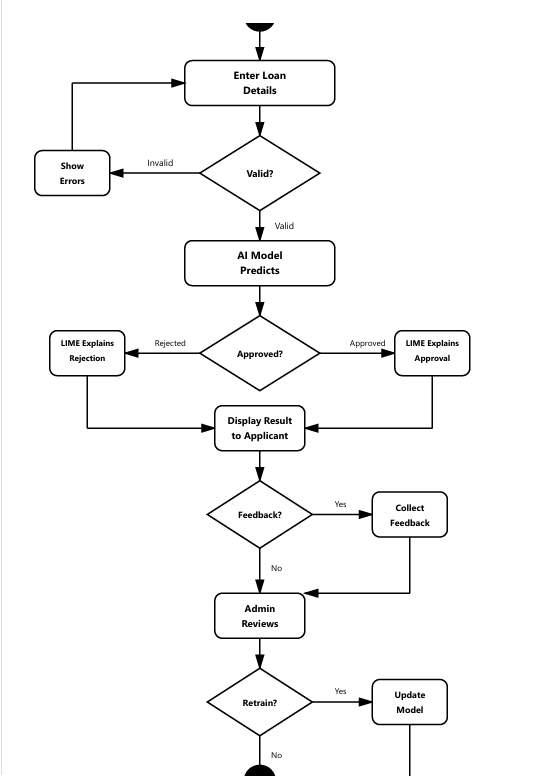 Enter Loan
Details
Invalid
Show
Errors
Valid?
Valid
AI Model
Predicts
LIME Explains
Rejection
Rejected
Approved?
Approved
LIME Explains
Approval
Display Result
to Applicant
Feedback?
Yes
Collect
Feedback
No
Admin
Reviews
Retrain?
Yes
Update
Model
No